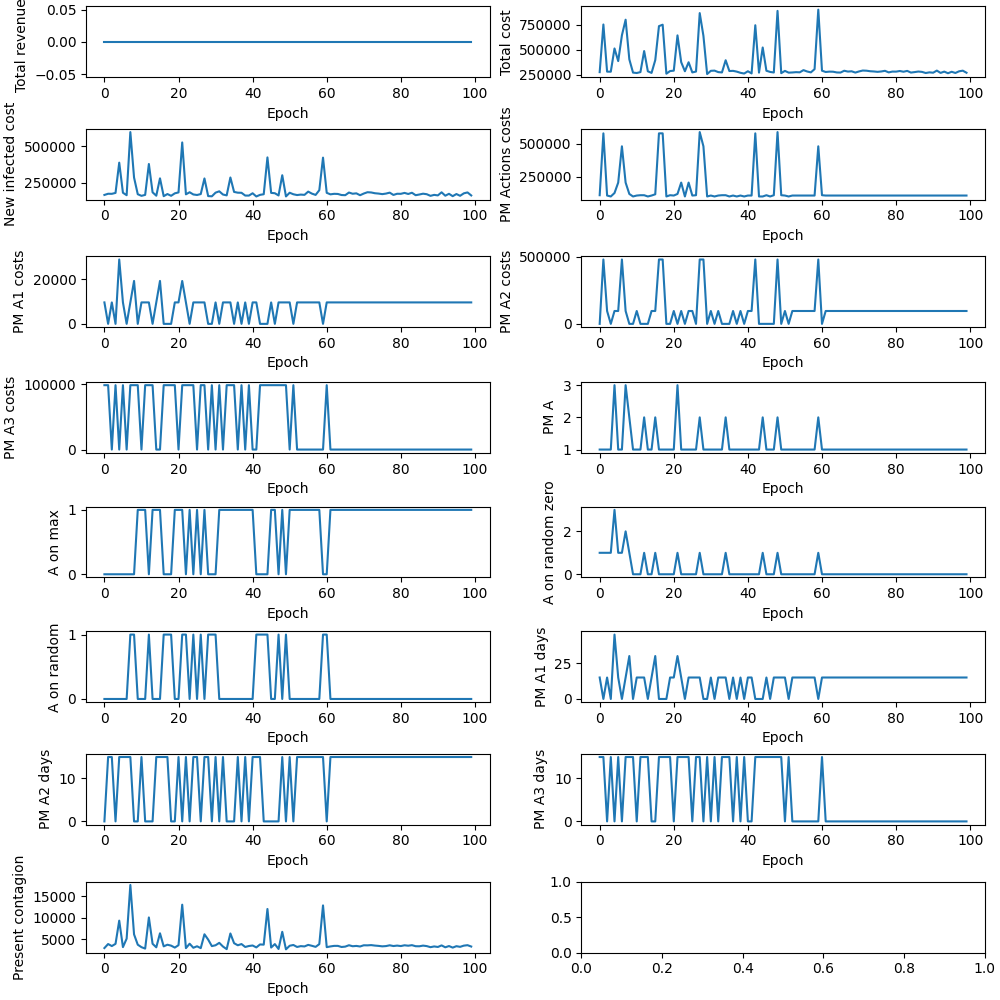 Total revenue
0.05
0.00
−0.05
0 20 40 60 80 100
Epoch
Total cost
750000
500000
250000
0 20 40 60 80 100
Epoch
New infected cost
500000
250000
0 20 40 60 80 100
Epoch
PM Actions costs
500000
250000
0 20 40 60 80 100
Epoch
PM A1 costs
20000
0
0 20 40 60 80 100
Epoch
PM A2 costs
500000
0
0 20 40 60 80 100
Epoch
PM A3 costs
100000
0
0 20 40 60 80 100
Epoch
PM A
3
2
1
0 20 40 60 80 100
Epoch
A on max
1
0
0 20 40 60 80 100
Epoch
A on random zero
2
0
0 20 40 60 80 100
Epoch
A on random
1
0
0 20 40 60 80 100
Epoch
PM A1 days
25
0
0 20 40 60 80 100
Epoch
PM A2 days
10
0
0 20 40 60 80 100
Epoch
PM A3 days
10
0
0 20 40 60 80 100
Epoch
Present contagion
15000
10000
5000
0 20 40 60 80 100
Epoch
1.0
0.5
0.0
0.0 0.2 0.4 0.6 0.8 1.0